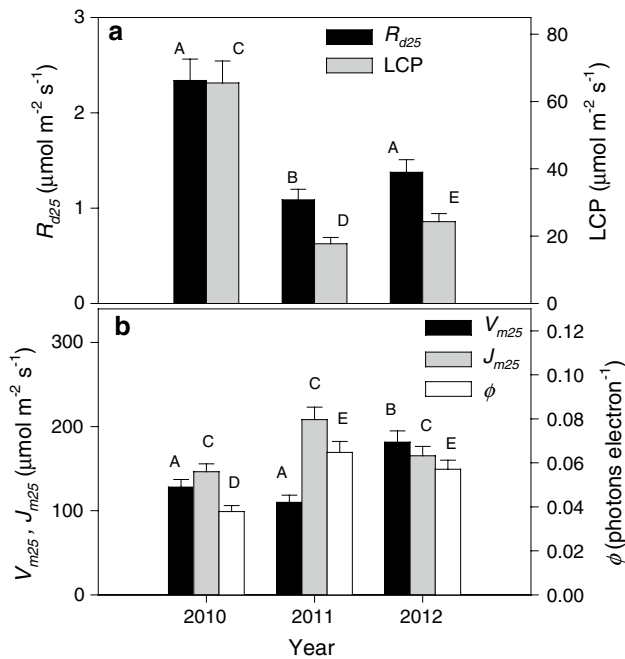 a
R_d25
LCP
A C
B D
A E
3
2
1
0
R_d25 (μmol m⁻² s⁻¹)
80
60
40
20
0
LCP (μmol m⁻² s⁻¹)
b
V_m25
J_m25
ϕ
A C D
A C E
B C E
300
200
100
0
V_m25 , J_m25 (μmol m⁻² s⁻¹)
0.12
0.10
0.08
0.06
0.04
0.02
0.00
ϕ (photons electron⁻¹)
2010 2011 2012
Year